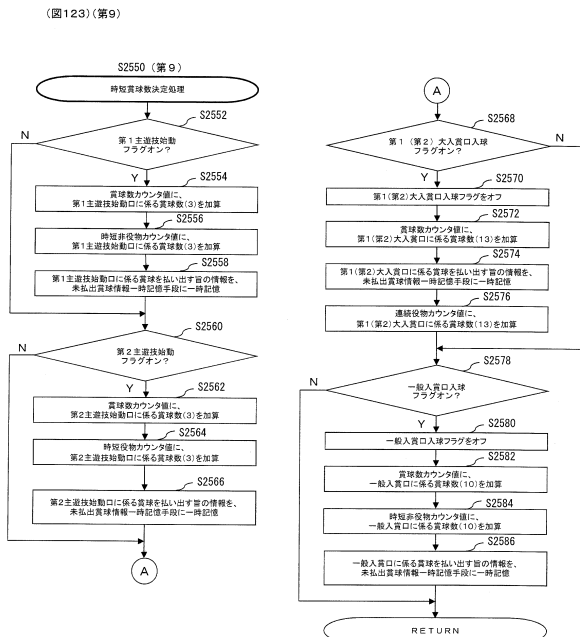 (図123)(第9)
S2550 (第9)
時短賞球数決定処理
S2552
N
第1主遊技始動
フラグオン?
Y
S2554
賞球数カウンタ値に、
第1主遊技始動口に係る賞球数(3)を加算
S2556
時短非役物カウンタ値に、
第1主遊技始動口に係る賞球数(3)を加算
S2558
第1主遊技始動口に係る賞球を払い出す旨の情報を、
未払出賞球情報一時記憶手段に一時記憶
S2560
N
第2主遊技始動
フラグオン?
Y
S2562
賞球数カウンタ値に、
第2主遊技始動口に係る賞球数(3)を加算
S2564
時短役物カウンタ値に、
第2主遊技始動口に係る賞球数(3)を加算
S2566
第2主遊技始動口に係る賞球を払い出す旨の情報を、
未払出賞球情報一時記憶手段に一時記憶
A
A
S2568
第1(第2)大入賞口入球
フラグオン?
N
Y
S2570
第1(第2)大入賞口入球フラグをオフ
S2572
賞球数カウンタ値に、
第1(第2)大入賞口に係る賞球数(13)を加算
S2574
第1(第2)大入賞口に係る賞球を払い出す旨の情報を、
未払出賞球情報一時記憶手段に一時記憶
S2576
連続役物カウンタ値に、
第1(第2)大入賞口に係る賞球数(13)を加算
S2578
N
一般入賞口入球
フラグオン?
Y
S2580
一般入賞口入球フラグをオフ
S2582
賞球数カウンタ値に、
一般入賞口に係る賞球数(10)を加算
S2584
時短非役物カウンタ値に、
一般入賞口に係る賞球数(10)を加算
S2586
一般入賞口に係る賞球を払い出す旨の情報を、
未払出賞球情報一時記憶手段に一時記憶
RETURN